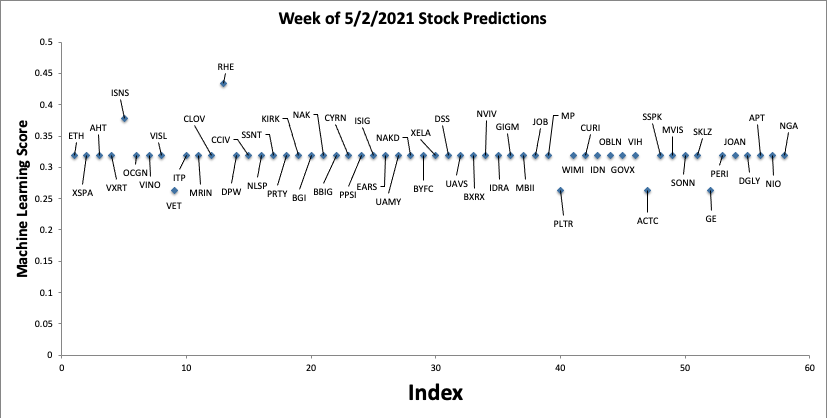 Week of 5/2/2021 Stock Predictions
Machine Learning Score
0.5
0.45
0.4
0.35
0.3
0.25
0.2
0.15
0.1
0.05
0
RHE
ISNS
ETH AHT CLOV VISL CCIV SSNT KIRK NAK CYRN ISIG NAKD XELA DSS NVIV GIGM JOB MP CURI OBLN VIH SSPK MVIS SKLZ JOAN APT NGA
XSPA VXRT OCGN VINO ITP MRIN DPW NLSP PRTY BGI BBIG PPSI EARS UAMY BYFC UAVS BXRX IDRA MBII WIMI IDN GOVX SONN PERI DGLY NIO
VET PLTR ACTC GE
0 10 20 30 40 50 60
Index